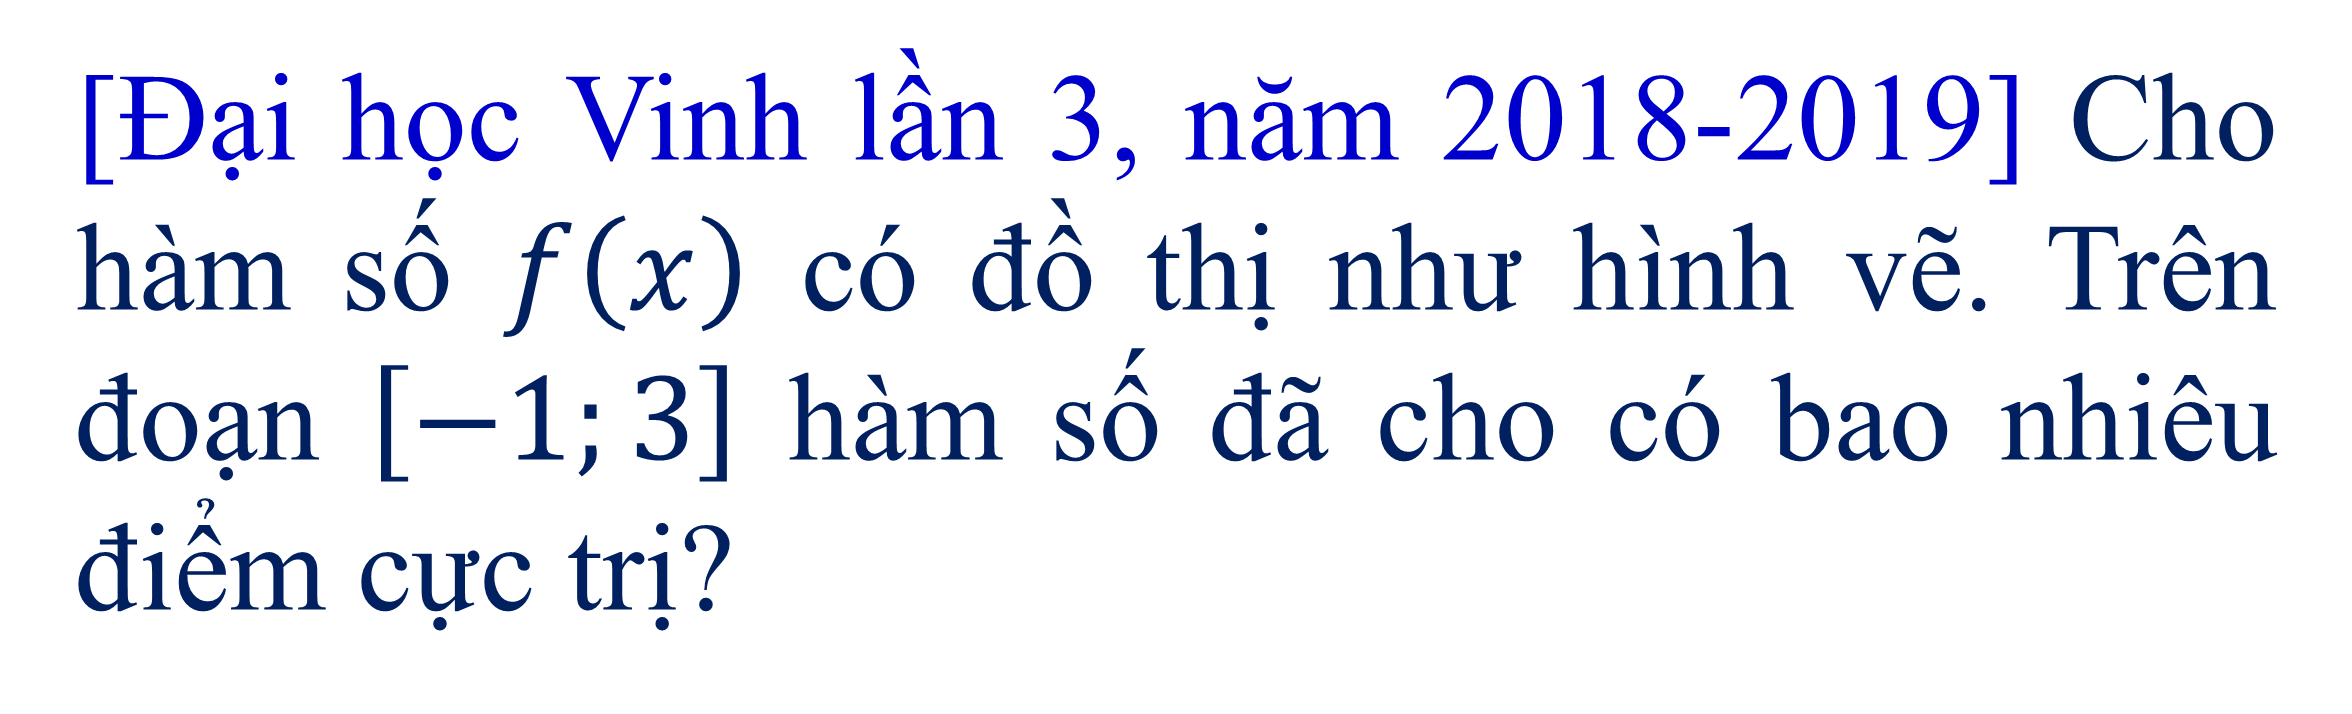 [Đại học Vinh lần 3, năm 2018-2019] Cho
hàm số f(x) có đồ thị như hình vẽ. Trên
đoạn [−1; 3] hàm số đã cho có bao nhiêu
điểm cực trị?